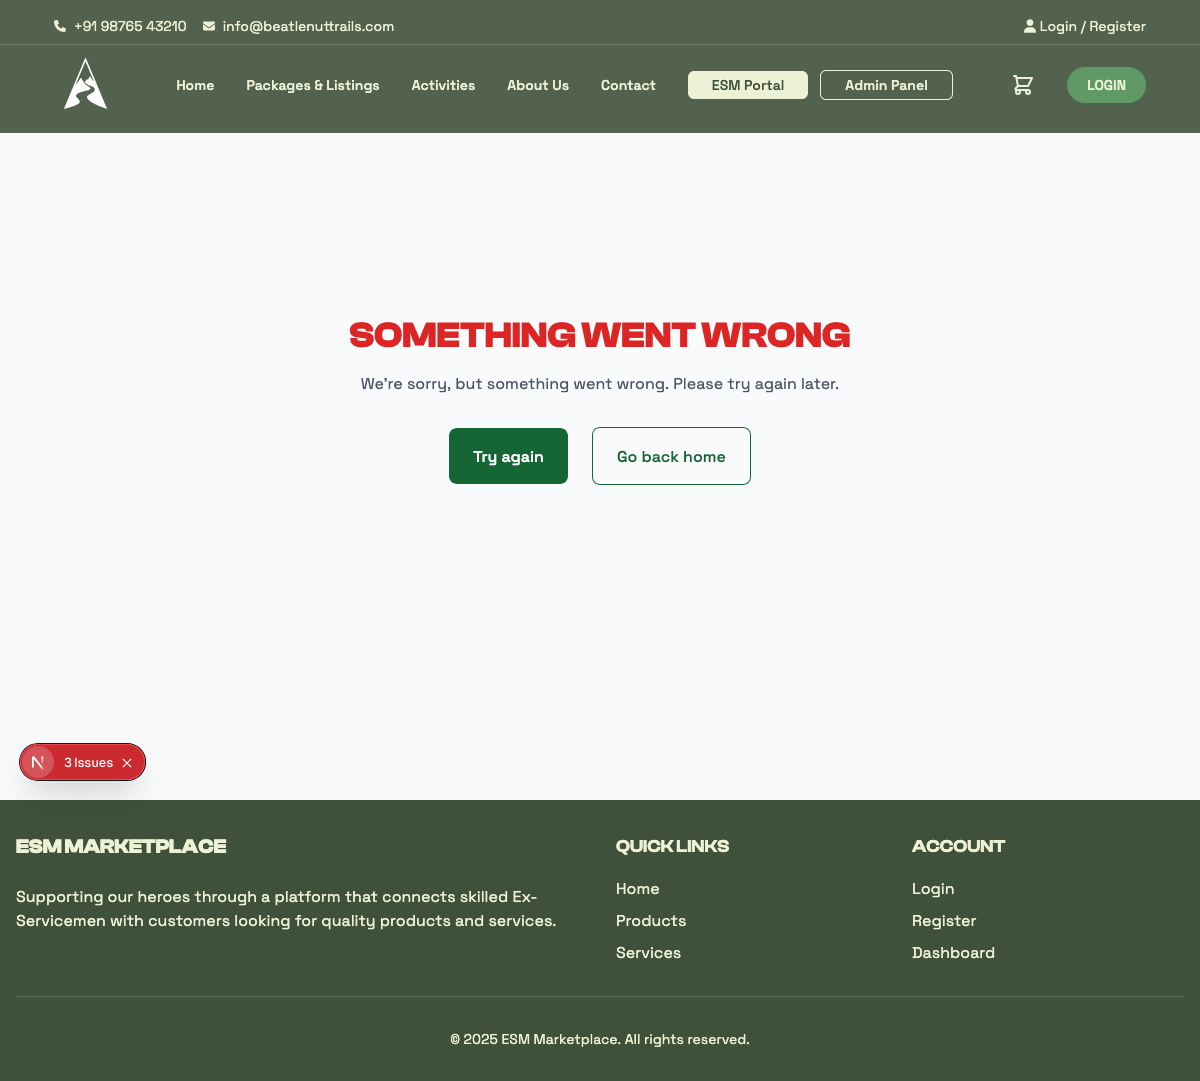 +91 98765 43210 info@beatlenuttrails.com Login / Register
Home Packages & Listings Activities About Us Contact ESM Portal Admin Panel LOGIN
SOMETHING WENT WRONG
We're sorry, but something went wrong. Please try again later.
Try again Go back home
N 3 Issues
ESM MARKETPLACE
Supporting our heroes through a platform that connects skilled Ex-
Servicemen with customers looking for quality products and services.
QUICK LINKS
Home
Products
Services
ACCOUNT
Login
Register
Dashboard
© 2025 ESM Marketplace. All rights reserved.